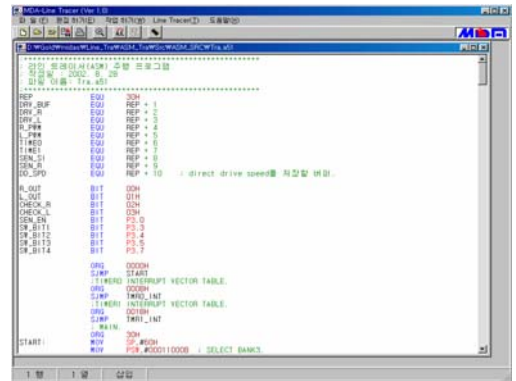 MDA-Line Tracer (Ver 1.0)
파 일(F) 편집 하기(E) 작업 하기(C) Line Tracer(T) 도움말(H)
MiDaS
D:\Gold\midas\Line_Tra\ASM_Tra\Src\ASM_SRC\Tra.a51
;**********************************************
; 라인 트레이서(ASM) 주행 프로그램
; 작성일 : 2002. 8. 28
; 파일 이름: Tra.a51
;**********************************************
REP EQU 30H
DRV_BUF EQU REP + 1
DRV_R EQU REP + 2
DRV_L EQU REP + 3
R_PWM EQU REP + 4
L_PWM EQU REP + 5
TIME0 EQU REP + 6
TIME1 EQU REP + 7
SEN_SI EQU REP + 8
SEN_R EQU REP + 9
DD_SPD EQU REP + 10 ; direct drive speed를 저장할 버퍼.
R_OUT BIT 00H
L_OUT BIT 01H
CHECK_R BIT 02H
CHECK_L BIT 03H
SEN_EN BIT P3.0
SW_BIT1 BIT P3.3
SW_BIT2 BIT P3.4
SW_BIT3 BIT P3.5
SW_BIT4 BIT P3.7
ORG 0000H
SJMP START
;TIMER0 INTERRUPT VECTOR TABLE.
ORG 000BH
SJMP TMR0_INT
;TIMER1 INTERRUPT VECTOR TABLE.
ORG 001BH
SJMP TMR1_INT
; MAIN.
ORG 30H
START: MOV SP,#60H
MOV PSW,#00011000B ; SELECT BANK3.
1 행 1 열 삽입